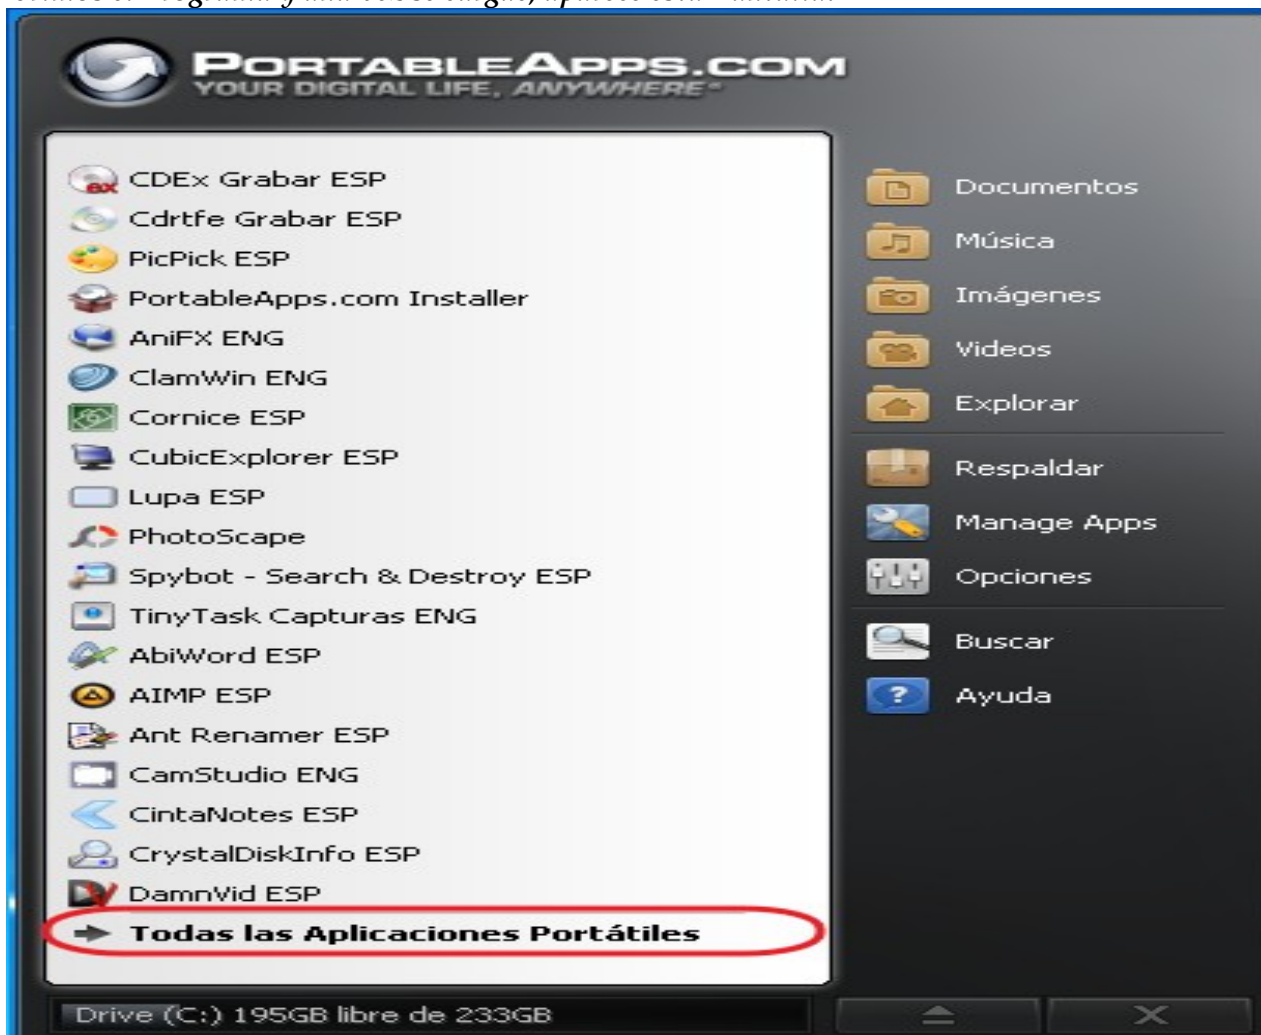 PORTABLEAPPS.COM
YOUR DIGITAL LIFE, ANYWHERE®
CDEx Grabar ESP
Cdrtfe Grabar ESP
PicPick ESP
PortableApps.com Installer
AniFX ENG
ClamWin ENG
Cornice ESP
CubicExplorer ESP
Lupa ESP
PhotoScape
Spybot - Search & Destroy ESP
TinyTask Capturas ENG
AbiWord ESP
AIMP ESP
Ant Renamer ESP
CamStudio ENG
CintaNotes ESP
CrystalDiskInfo ESP
DamnVid ESP
Todas las Aplicaciones Portátiles
Drive (C:) 195GB libre de 233GB
Documentos
Música
Imágenes
Videos
Explorar
Respaldar
Manage Apps
Opciones
Buscar
Ayuda